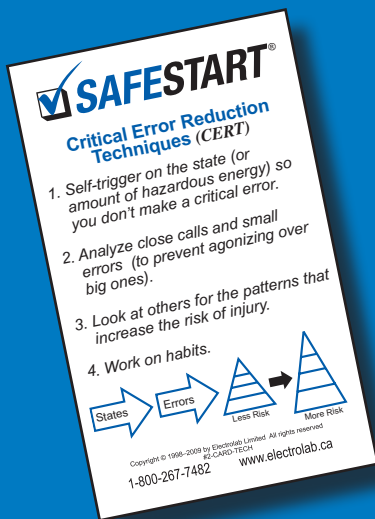 SAFESTART®
Critical Error Reduction
Techniques (CERT)
1. Self-trigger on the state (or
amount of hazardous energy) so
you don't make a critical error.
2. Analyze close calls and small
errors (to prevent agonizing over
big ones).
3. Look at others for the patterns that
increase the risk of injury.
4. Work on habits.
States
Errors
Less Risk
More Risk
Copyright © 1998–2009 by Electrolab Limited All rights reserved
#2-CARD-TECH
1-800-267-7482 www.electrolab.ca